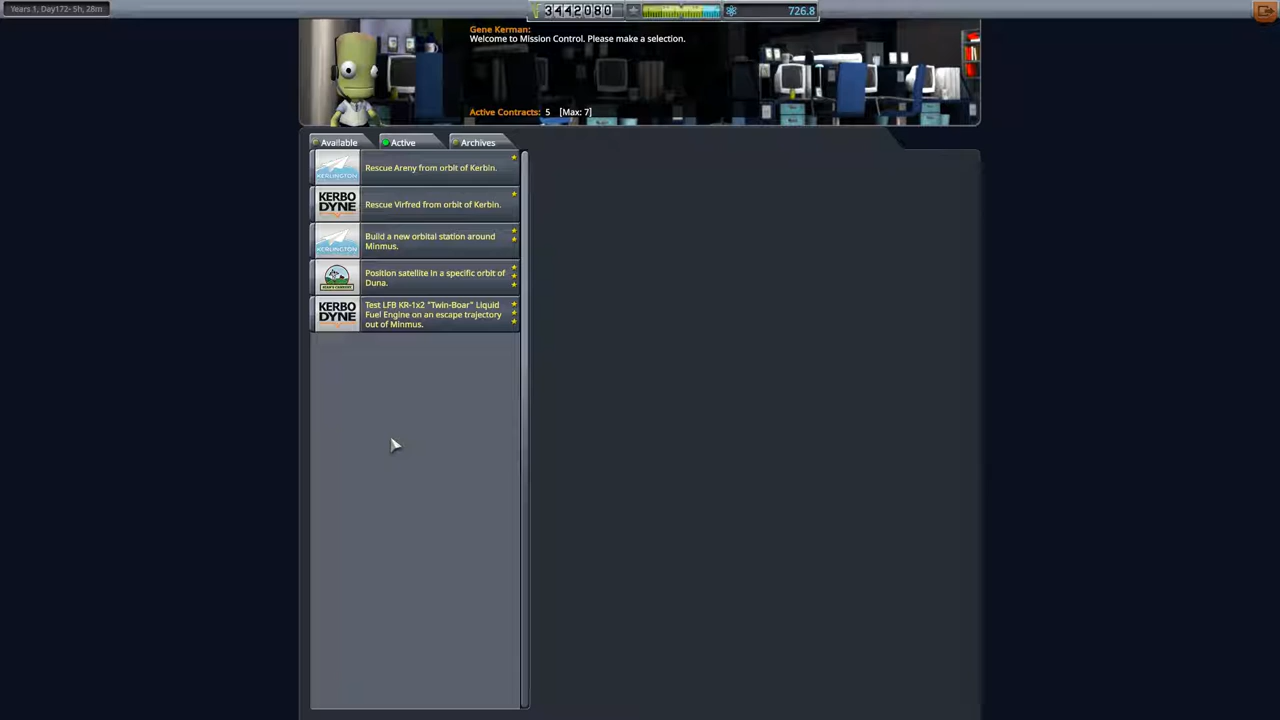 Years 1, Day172- 5h, 28m
3442080
726.8
Gene Kerman:
Welcome to Mission Control. Please make a selection.
Active Contracts: 5 [Max: 7]
Available
Active
Archives
KERLINGTON
Rescue Areny from orbit of Kerbin.
KERBO
DYNE
Rescue Virfred from orbit of Kerbin.
KERLINGTON
Build a new orbital station around
Minmus.
Position satellite in a specific orbit of
Duna.
KERBO
DYNE
Test LFB KR-1x2 "Twin-Boar" Liquid
Fuel Engine on an escape trajectory
out of Minmus.